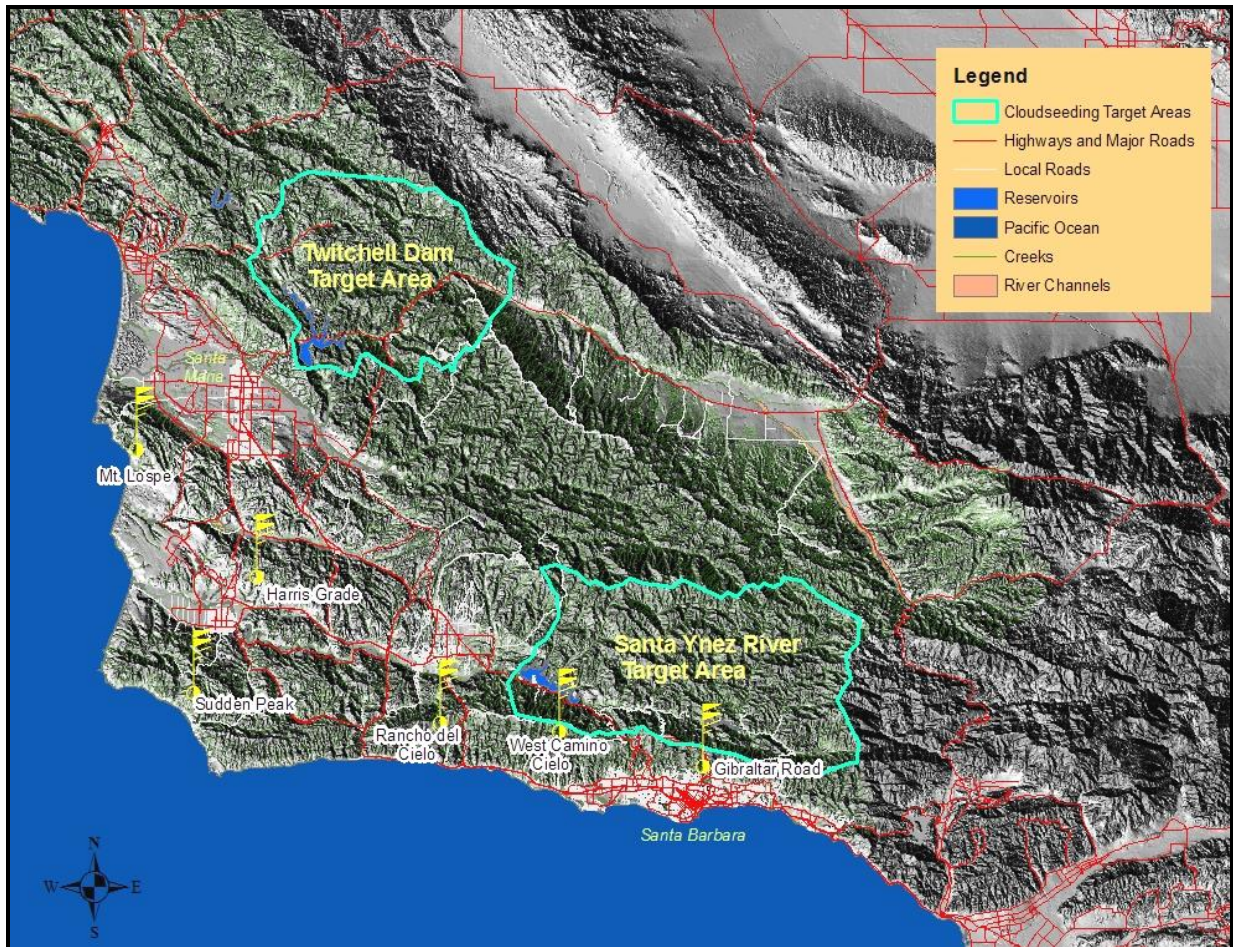 Legend
Cloudseeding Target Areas
Highways and Major Roads
Local Roads
Reservoirs
Pacific Ocean
Creeks
River Channels
Twitchell Dam
Target Area
Santa
Maria
Mt. Lospe
Harris Grade
Santa Ynez River
Target Area
Sudden Peak
Rancho del
Cielo
West Camino
Cielo
Gibraltar Road
Santa Barbara
N
W
E
S